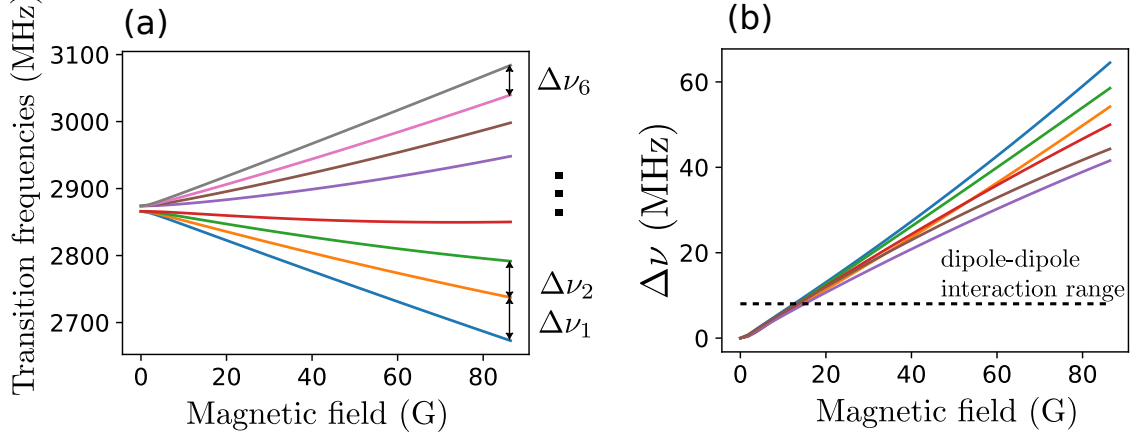 (a)
Transition frequencies (MHz)
3100
3000
2900
2800
2700
0
20
40
60
80
Magnetic field (G)
Δν₆
Δν₂
Δν₁
(b)
Δν (MHz)
60
40
20
0
dipole-dipole
interaction range
0
20
40
60
80
Magnetic field (G)